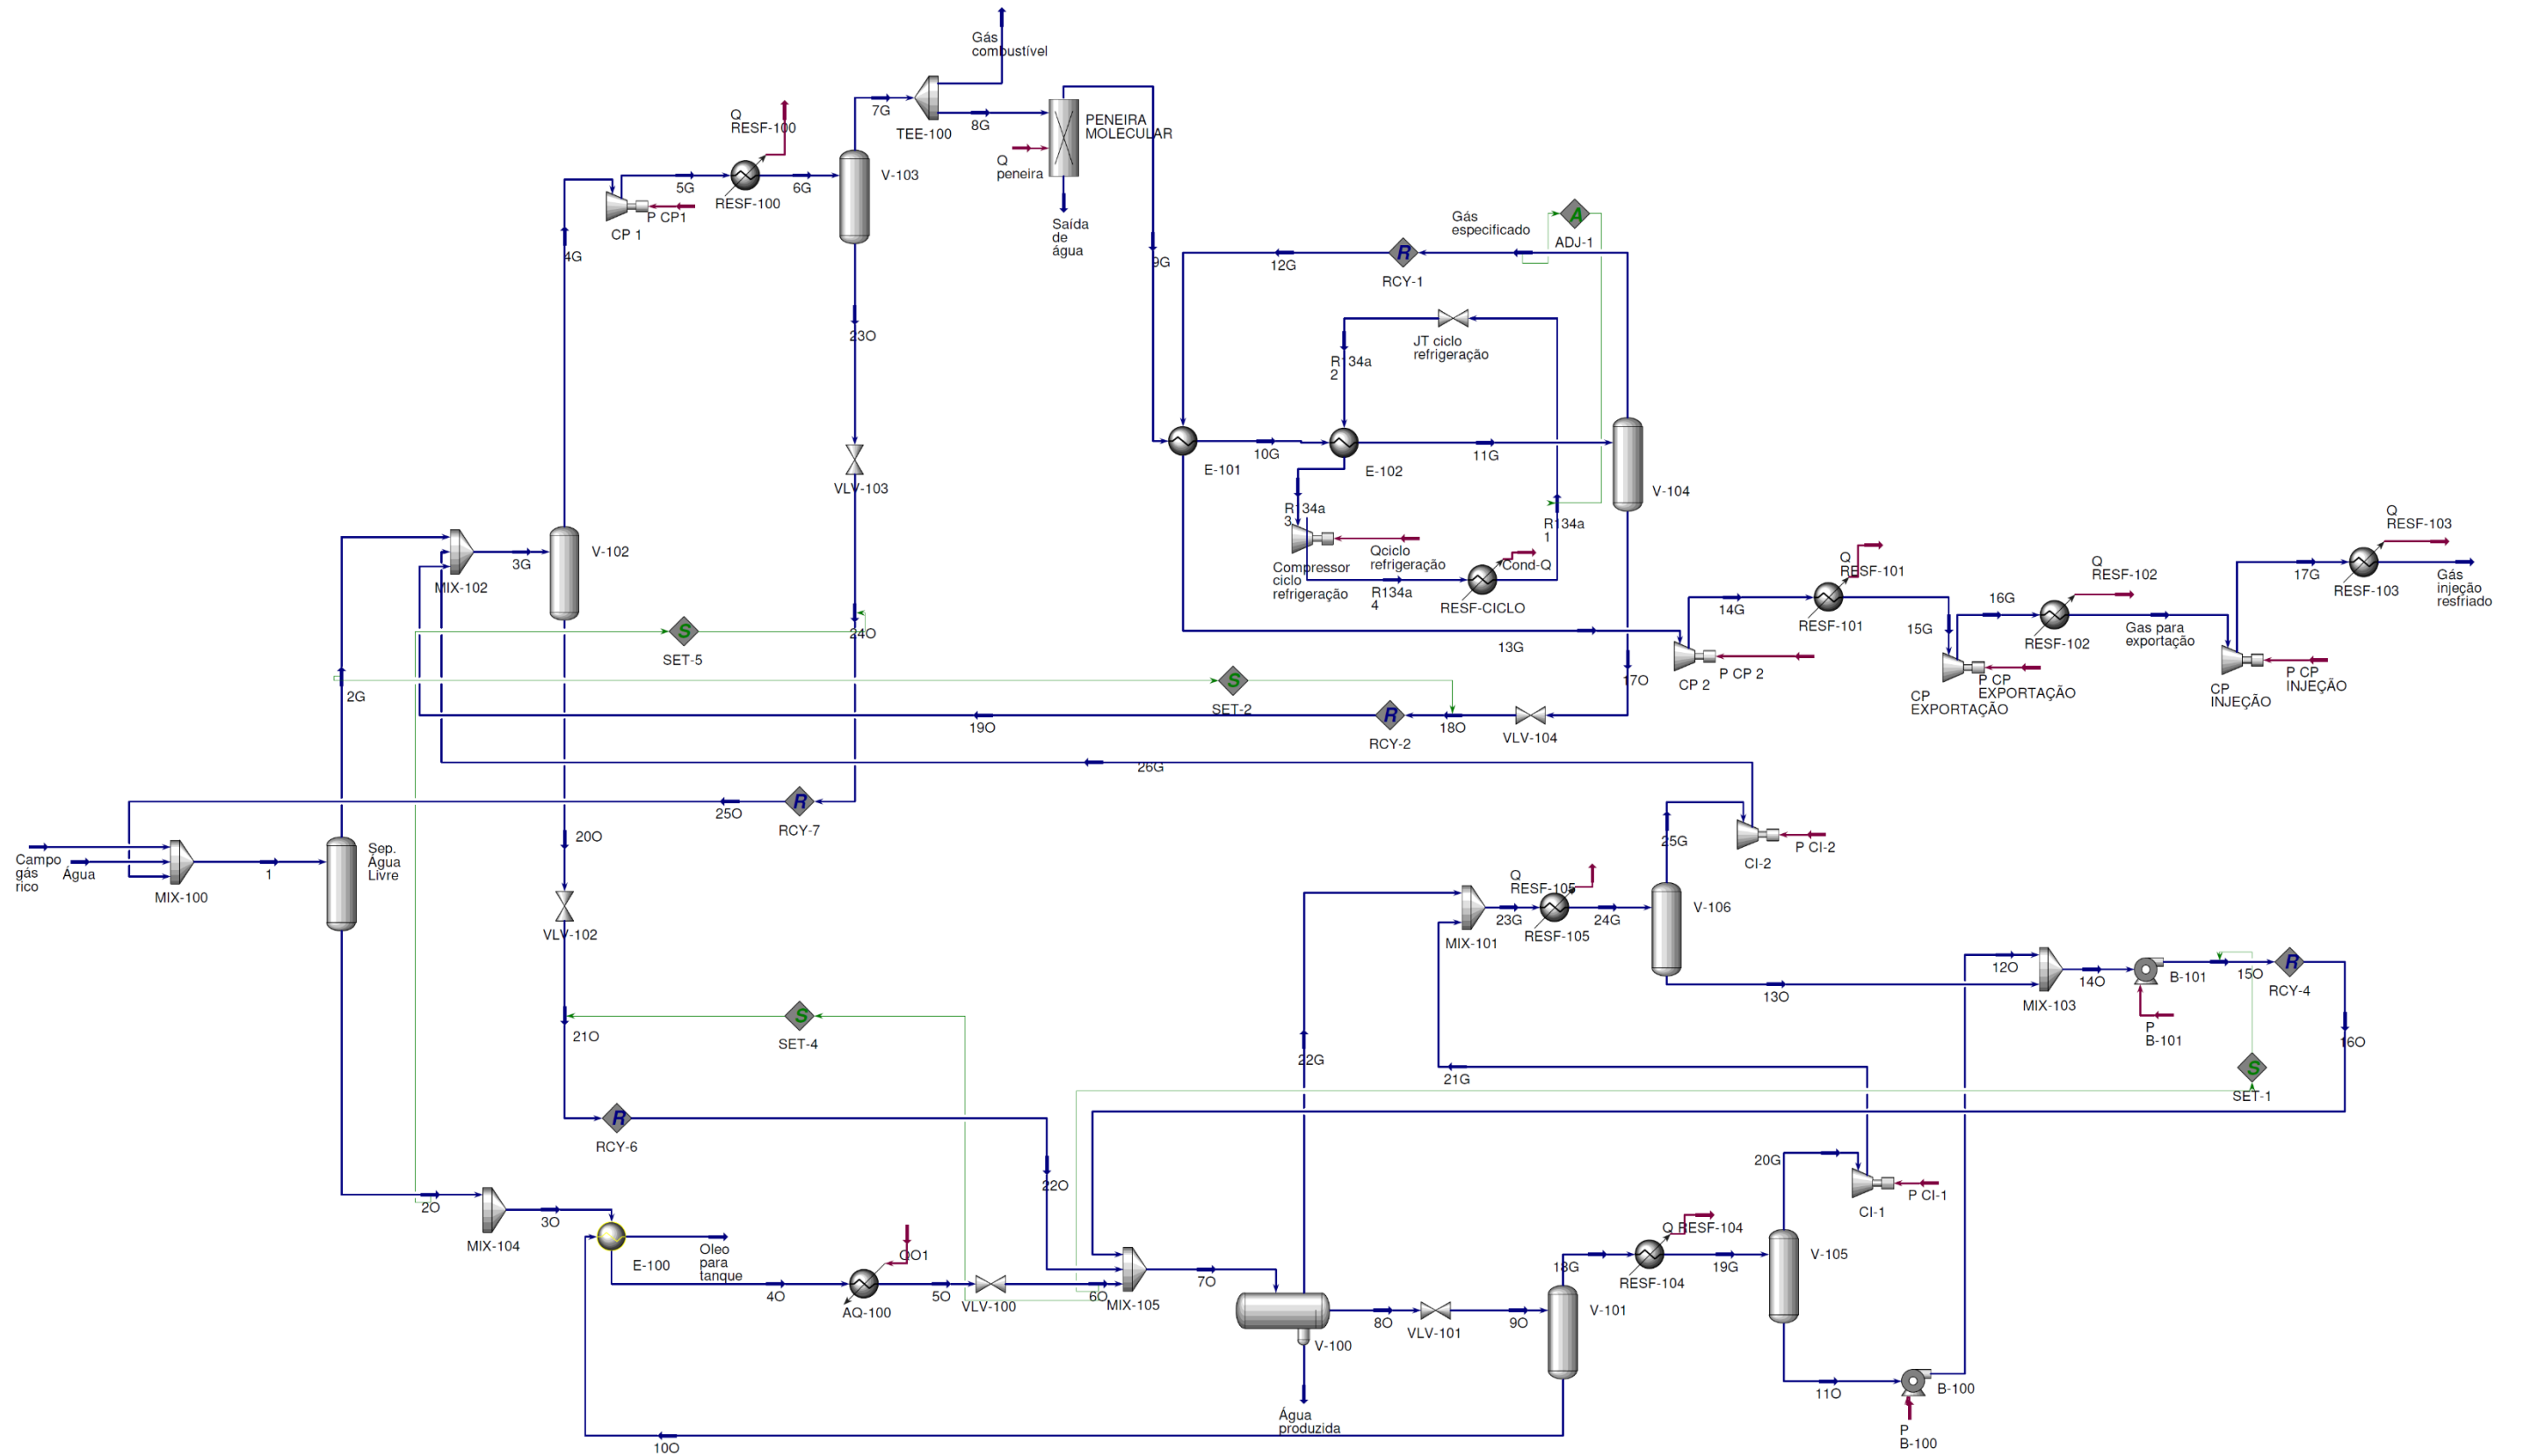 Gás
combustível
7G
TEE-100
8G
Q
RESF-100
5G
RESF-100
6G
V-103
P CP1
CP 1
4G
PENEIRA
MOLECULAR
Q
peneira
Saída
de
água
9G
Gás
especificado
ADJ-1
12G
RCY-1
JT ciclo
refrigeração
R134a
2
23O
VLV-103
E-101
10G
E-102
11G
V-104
R134a
3
R134a
1
Qciclo
refrigeração
Compressor
ciclo
refrigeração
R134a
4
Cond-Q
RESF-CICLO
MIX-102
3G
V-102
24O
SET-5
2G
SET-2
13G
17O
CP 2
P CP 2
14G
Q
RESF-101
RESF-101
15G
16G
Q
RESF-102
RESF-102
Gas para
exportação
CP
EXPORTAÇÃO
P CP
EXPORTAÇÃO
17G
Q
RESF-103
RESF-103
Gás
injeção
resfriado
CP
INJEÇÃO
P CP
INJEÇÃO
19O
RCY-2
18O
VLV-104
26G
25O
RCY-7
Campo
gás
rico
Água
MIX-100
1
Sep.
Água
Livre
20O
VLV-102
21O
SET-4
RCY-6
22O
25G
P CI-2
CI-2
Q
RESF-105
MIX-101
23G
RESF-105
24G
V-106
22G
21G
13O
12O
MIX-103
14O
B-101
P
B-101
15O
RCY-4
16O
SET-1
2O
MIX-104
3O
E-100
Oleo
para
tanque
QO1
4O
AQ-100
5O
VLV-100
6O
MIX-105
7O
V-100
Água
produzida
8O
VLV-101
9O
V-101
18G
Q RESF-104
RESF-104
19G
V-105
20G
P CI-1
CI-1
11O
B-100
P
B-100
10O